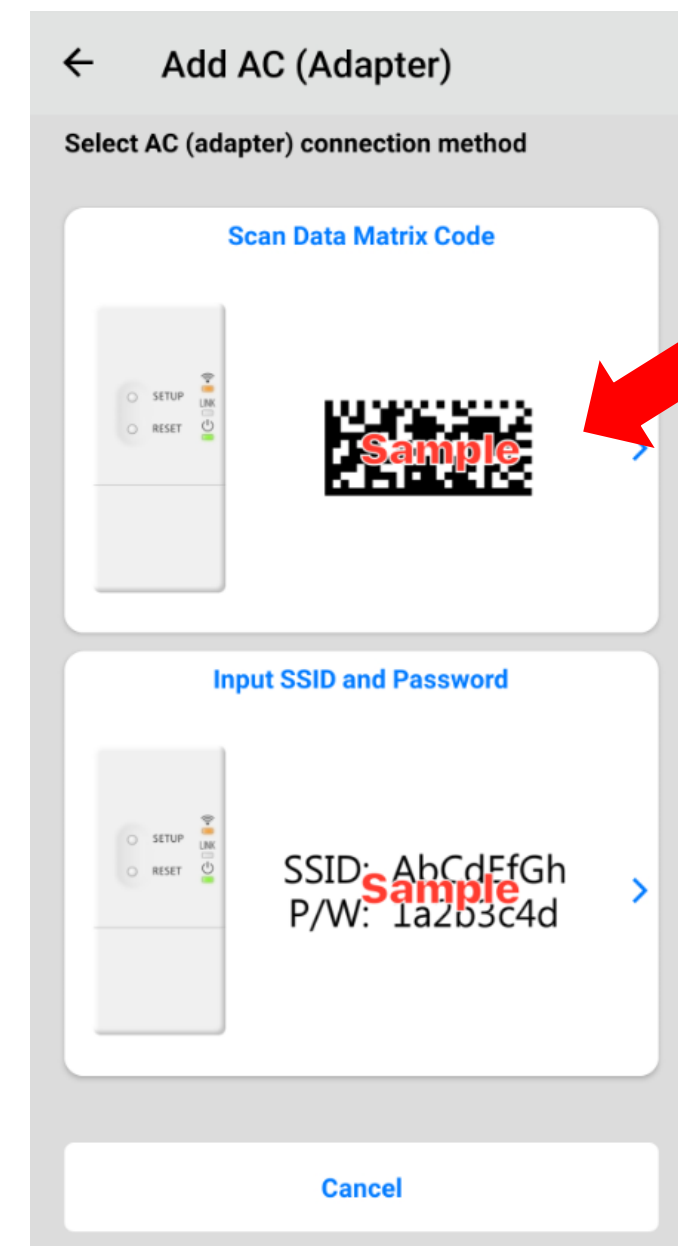 Add AC (Adapter)
Select AC (adapter) connection method
Scan Data Matrix Code
SETUP
LINK
RESET
Sample
Input SSID and Password
SETUP
LINK
RESET
SSID: AbCdEfGh
Sample
P/W: 1a2b3c4d
Cancel